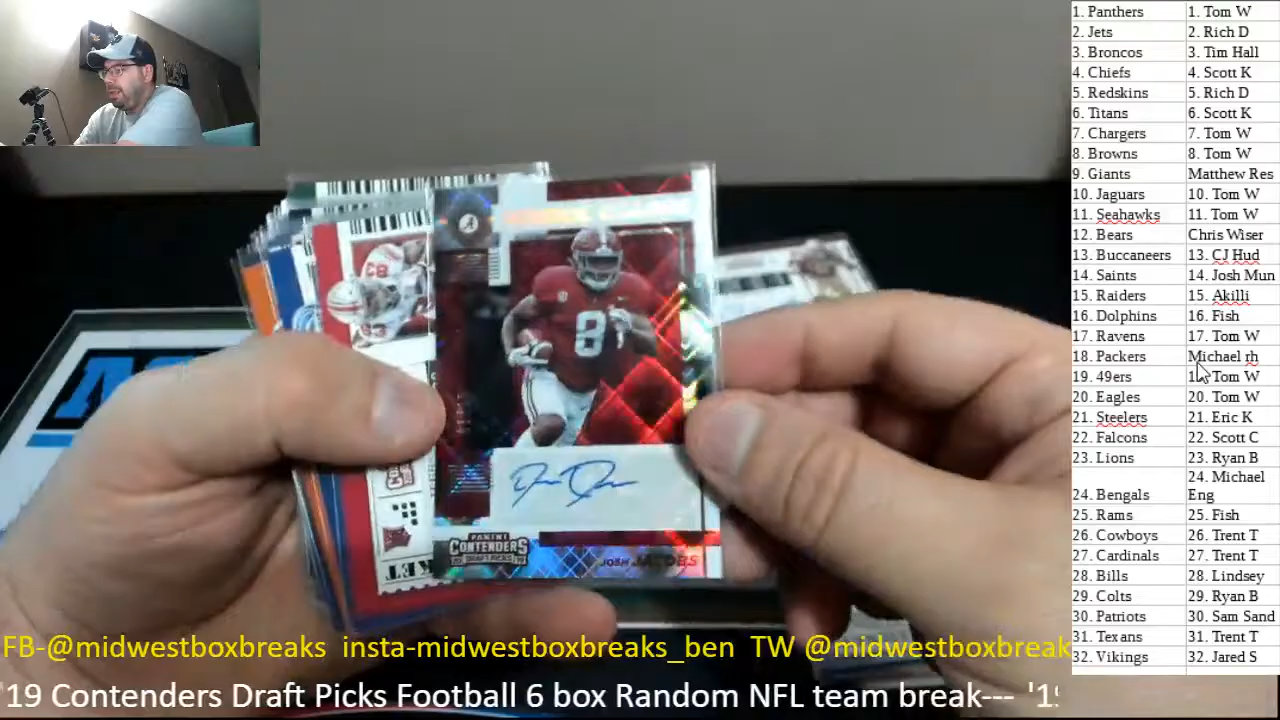 1. Panthers 1. Tom W
2. Jets 2. Rich D
3. Broncos 3. Tim Hall
4. Chiefs 4. Scott K
5. Redskins 5. Rich D
6. Titans 6. Scott K
7. Chargers 7. Tom W
8. Browns 8. Tom W
9. Giants Matthew Res
10. Jaguars 10. Tom W
11. Seahawks 11. Tom W
12. Bears Chris Wiser
13. Buccaneers 13. CJ Hud
14. Saints 14. Josh Mun
15. Raiders 15. Akilli
16. Dolphins 16. Fish
17. Ravens 17. Tom W
18. Packers Michael rh
19. 49ers Tom W
20. Eagles 20. Tom W
21. Steelers 21. Eric K
22. Falcons 22. Scott C
23. Lions 23. Ryan B
24. Bengals 24. Michael Eng
25. Rams 25. Fish
26. Cowboys 26. Trent T
27. Cardinals 27. Trent T
28. Bills 28. Lindsey
29. Colts 29. Ryan B
30. Patriots 30. Sam Sand
31. Texans 31. Trent T
32. Vikings 32. Jared S
8
PANINI
CONTENDERS
DRAFT PICKS
JOSH JACOBS
FB-@midwestboxbreaks insta-midwestboxbreaks_ben TW @midwestboxbreak
'19 Contenders Draft Picks Football 6 box Random NFL team break--- '19